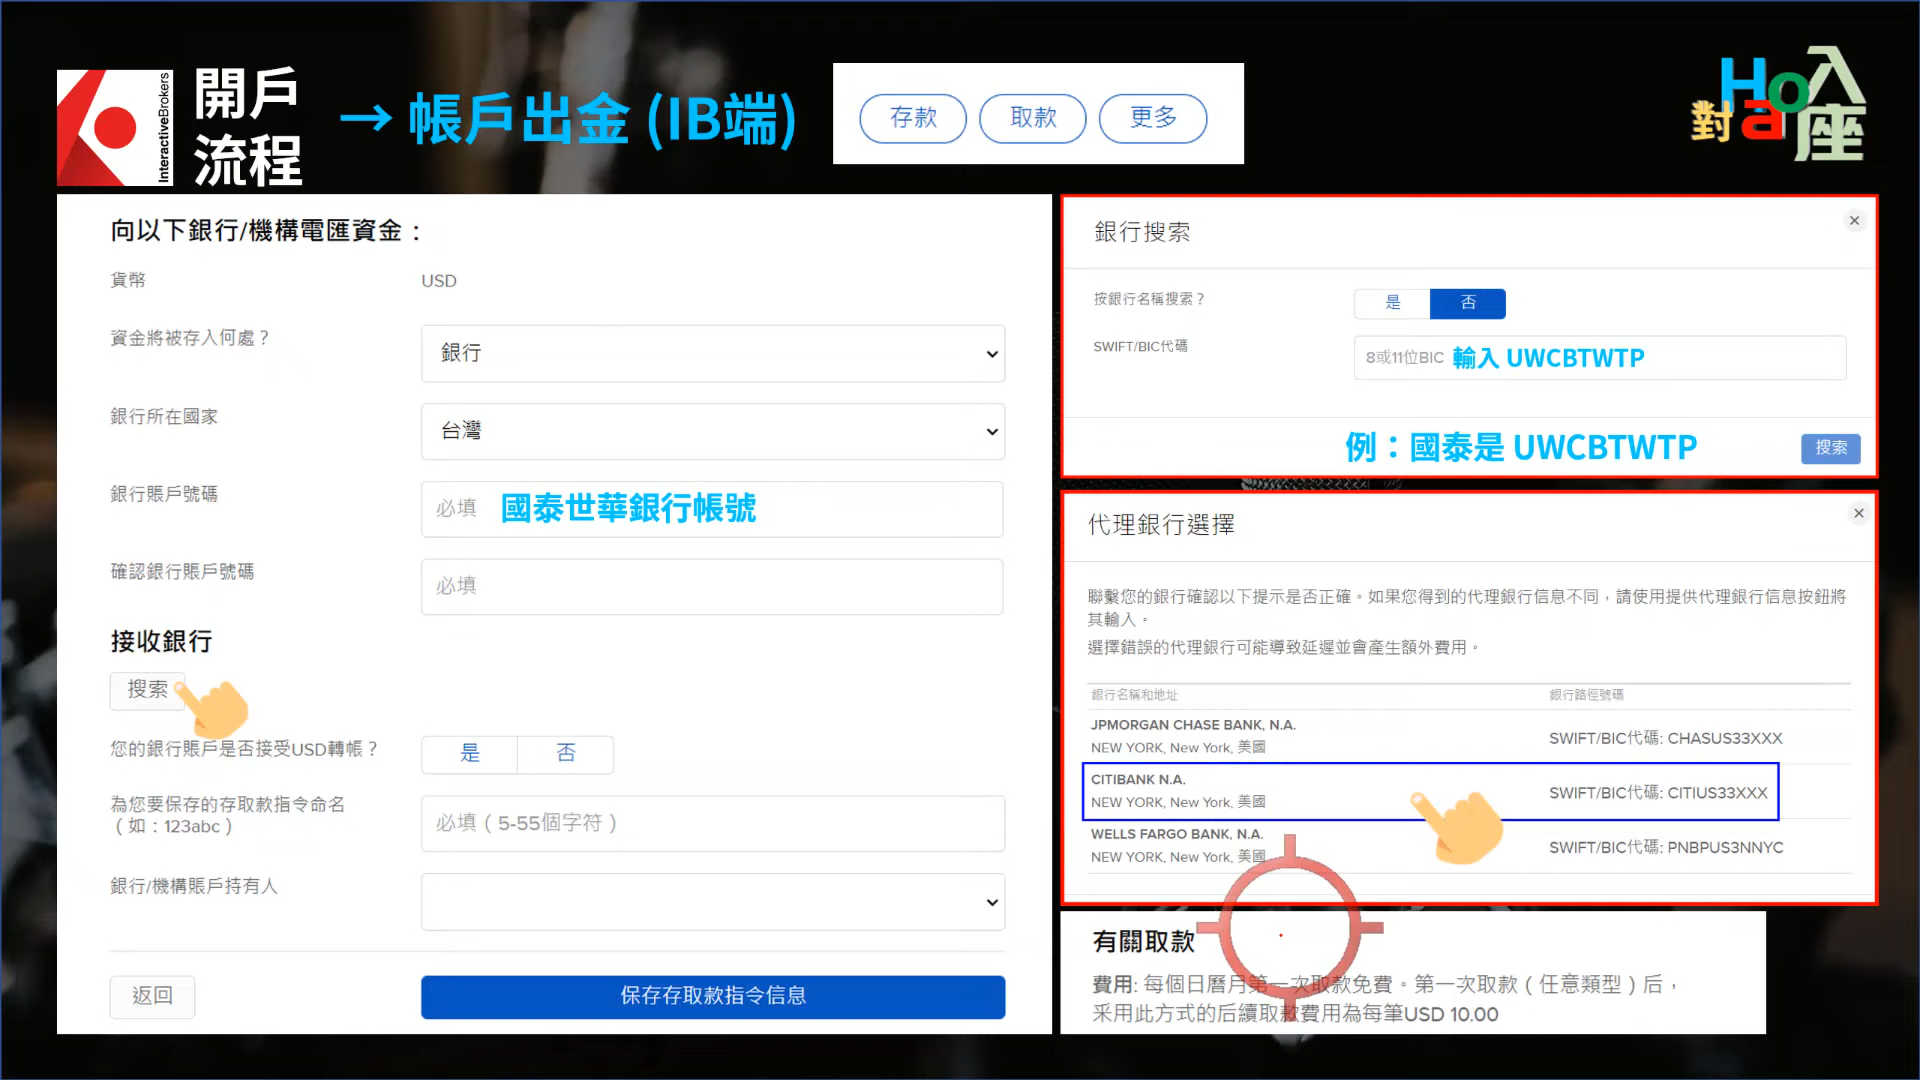 InteractiveBrokers
開戶
流程
→ 帳戶出金 (IB端)
存款 取款 更多
對 Hao a 入座
向以下銀行/機構電匯資金：
貨幣 USD
資金將被存入何處？ 銀行
銀行所在國家 台灣
銀行賬戶號碼 必填 國泰世華銀行帳號
確認銀行賬戶號碼 必填
接收銀行
搜索
您的銀行賬戶是否接受USD轉帳？ 是 否
為您要保存的存取款指令命名
（如：123abc） 必填（5-55個字符）
銀行/機構賬戶持有人
返回 保存存取款指令信息
銀行搜索
按銀行名稱搜索？ 是 否
SWIFT/BIC代碼 8或11位BIC 輸入 UWCBTWTP
例：國泰是 UWCBTWTP 搜索
代理銀行選擇
聯繫您的銀行確認以下提示是否正確。如果您得到的代理銀行信息不同，請使用提供代理銀行信息按鈕將
其輸入。
選擇錯誤的代理銀行可能導致延遲並會產生額外費用。
銀行名稱和地址 銀行路徑號碼
JPMORGAN CHASE BANK, N.A.
NEW YORK, New York, 美國 SWIFT/BIC代碼: CHASUS33XXX
CITIBANK N.A.
NEW YORK, New York, 美國 SWIFT/BIC代碼: CITIUS33XXX
WELLS FARGO BANK, N.A.
NEW YORK, New York, 美國 SWIFT/BIC代碼: PNBPUS3NNYC
有關取款
費用: 每個日曆月第一次取款免費。第一次取款（任意類型）后，
采用此方式的后續取款費用為每筆USD 10.00